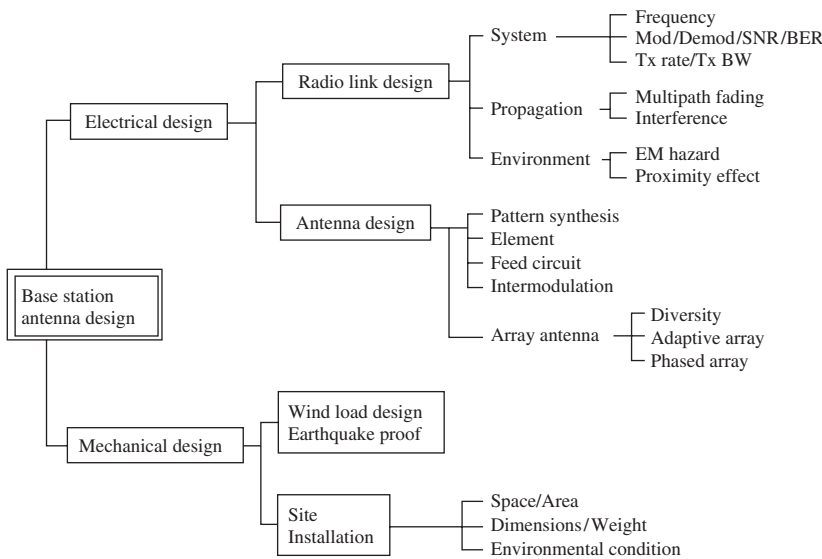 Base station
antenna design
Electrical design
Radio link design
System
Frequency
Mod/Demod/SNR/BER
Tx rate/Tx BW
Propagation
Multipath fading
Interference
Environment
EM hazard
Proximity effect
Antenna design
Pattern synthesis
Element
Feed circuit
Intermodulation
Array antenna
Diversity
Adaptive array
Phased array
Mechanical design
Wind load design
Earthquake proof
Site
Installation
Space/Area
Dimensions/Weight
Environmental condition